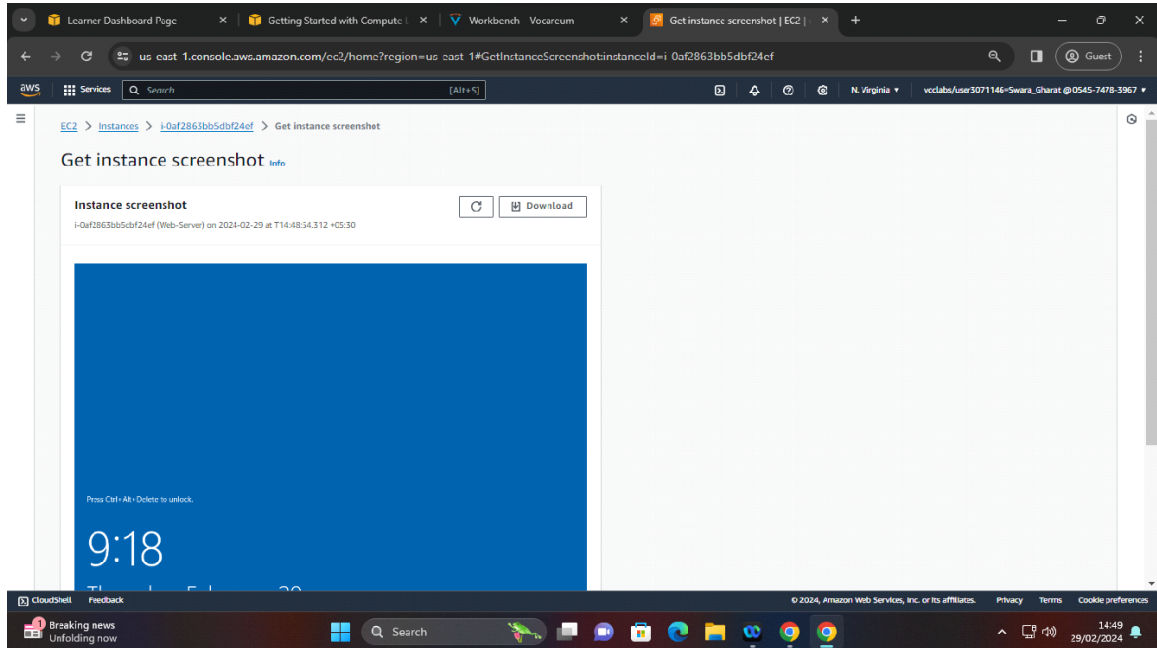 Learner Dashboard Page
Getting Started with Compute
Workbench - Vocareum
Get instance screenshot | EC2 |
us-east-1.console.aws.amazon.com/ec2/home?region=us-east-1#GetInstanceScreenshot:instanceId=i-0af2863bb5dbf24ef
Guest
aws
Services
Search
[Alt+S]
N. Virginia
voclabs/user3071146=Swara_Gharat @ 0545-7478-3967
EC2 > Instances > i-0af2863bb5dbf24ef > Get instance screenshot
Get instance screenshot Info
Instance screenshot
Download
i-0af2863bb5dbf24ef (Web-Server) on 2024-02-29 at T14:48:54.312 +05:30
Press Ctrl+Alt+Delete to unlock.
9:18
CloudShell
Feedback
© 2024, Amazon Web Services, Inc. or its affiliates.
Privacy
Terms
Cookie preferences
1
Breaking news
Unfolding now
Search
14:49
29/02/2024